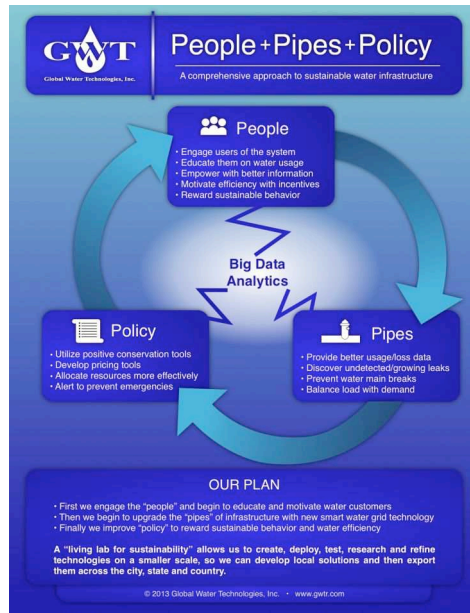 GWT
Global Water Technologies, Inc.
People+Pipes+Policy
A comprehensive approach to sustainable water infrastructure
People
• Engage users of the system
• Educate them on water usage
• Empower with better information
• Motivate efficiency with incentives
• Reward sustainable behavior
Big Data
Analytics
Policy
• Utilize positive conservation tools
• Develop pricing tools
• Allocate resources more effectively
• Alert to prevent emergencies
Pipes
• Provide better usage/loss data
• Discover undetected/growing leaks
• Prevent water main breaks
• Balance load with demand
OUR PLAN
• First we engage the “people” and begin to educate and motivate water customers
• Then we begin to upgrade the “pipes” of infrastructure with new smart water grid technology
• Finally we improve “policy” to reward sustainable behavior and water efficiency
A “living lab for sustainability” allows us to create, deploy, test, research and refine
technologies on a smaller scale, so we can develop local solutions and then export
them across the city, state and country.
© 2013 Global Water Technologies, Inc. • www.gwtr.com